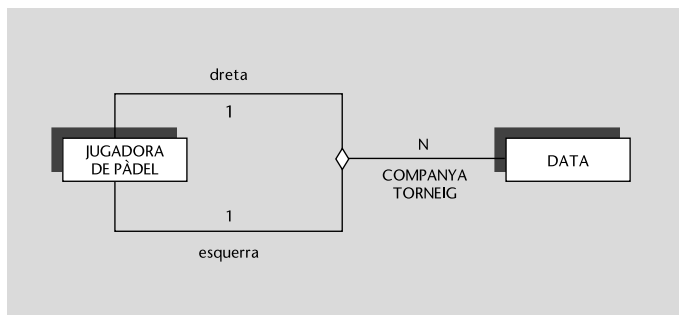 dreta
1
JUGADORA
DE PÀDEL
N
COMPANYA
TORNEIG
DATA
1
esquerra